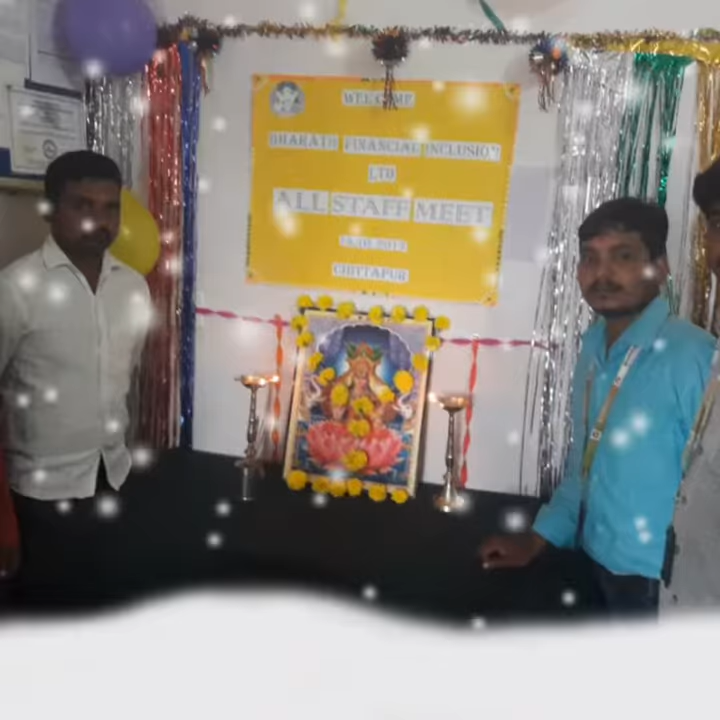 WELCOME
BHARATH FINANCIAL INCLUSION
LTD
ALL STAFF MEET
CHITTAPUR